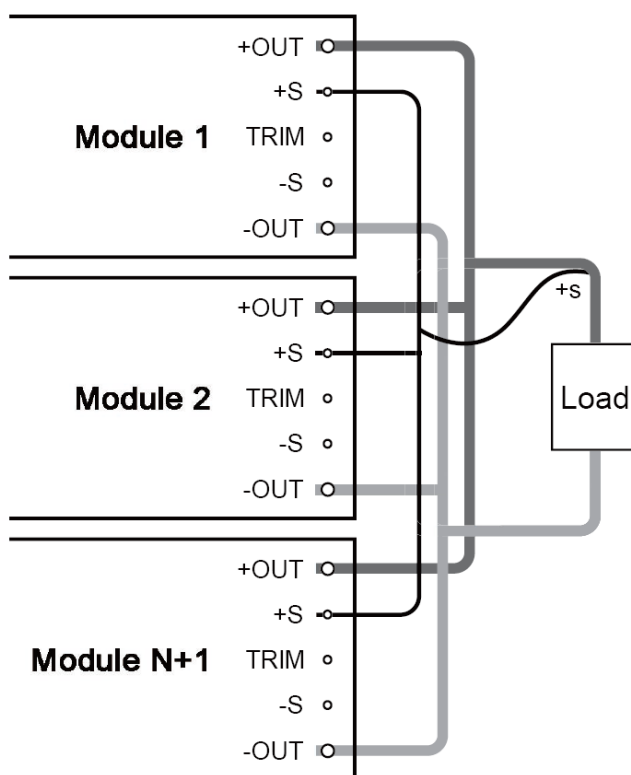 +OUT
+S
Module 1
TRIM
-S
-OUT
+s
+OUT
+S
Module 2
TRIM
Load
-S
-OUT
+OUT
+S
Module N+1
TRIM
-S
-OUT